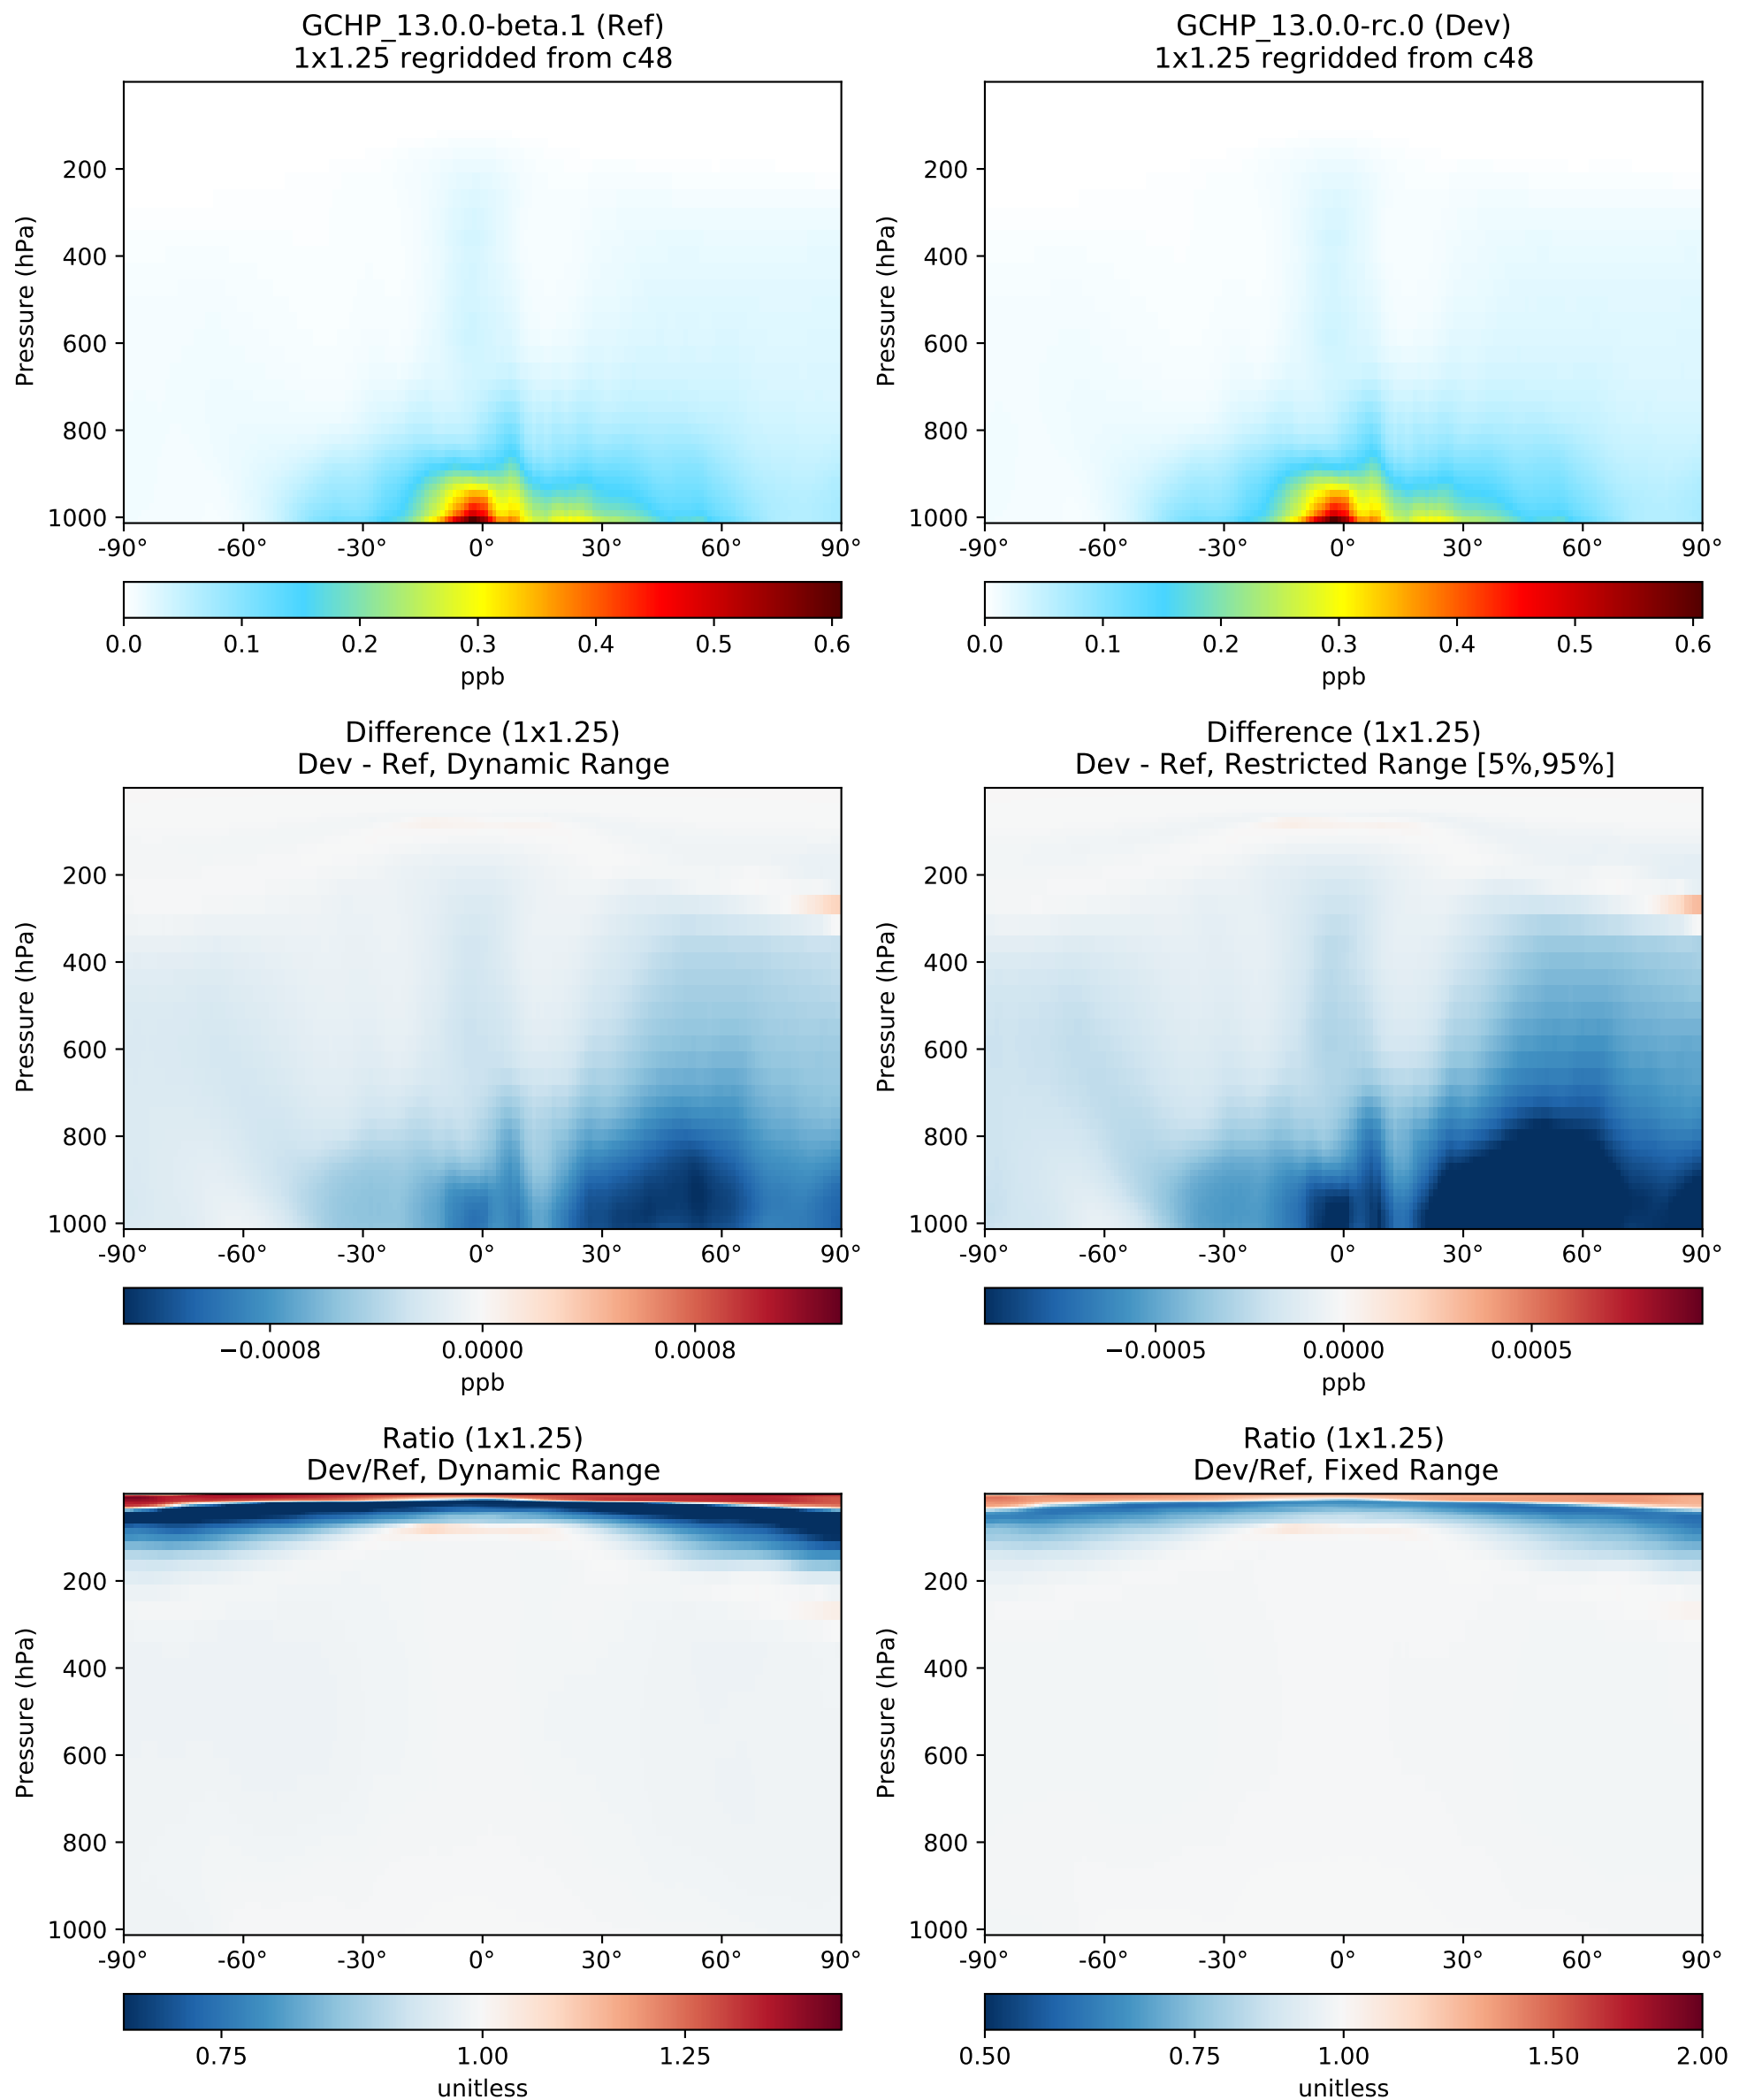 GCHP_13.0.0-beta.1 (Ref)
1x1.25 regridded from c48
GCHP_13.0.0-rc.0 (Dev)
1x1.25 regridded from c48
Pressure (hPa)
200
400
600
800
1000
-90° -60° -30° 0° 30° 60° 90°
0.0 0.1 0.2 0.3 0.4 0.5 0.6
ppb
Pressure (hPa)
200
400
600
800
1000
-90° -60° -30° 0° 30° 60° 90°
0.0 0.1 0.2 0.3 0.4 0.5 0.6
ppb
Difference (1x1.25)
Dev - Ref, Dynamic Range
Pressure (hPa)
200
400
600
800
1000
-90° -60° -30° 0° 30° 60° 90°
−0.0008 0.0000 0.0008
ppb
Difference (1x1.25)
Dev - Ref, Restricted Range [5%,95%]
Pressure (hPa)
200
400
600
800
1000
-90° -60° -30° 0° 30° 60° 90°
−0.0005 0.0000 0.0005
ppb
Ratio (1x1.25)
Dev/Ref, Dynamic Range
Pressure (hPa)
200
400
600
800
1000
-90° -60° -30° 0° 30° 60° 90°
0.75 1.00 1.25
unitless
Ratio (1x1.25)
Dev/Ref, Fixed Range
Pressure (hPa)
200
400
600
800
1000
-90° -60° -30° 0° 30° 60° 90°
0.50 0.75 1.00 1.50 2.00
unitless